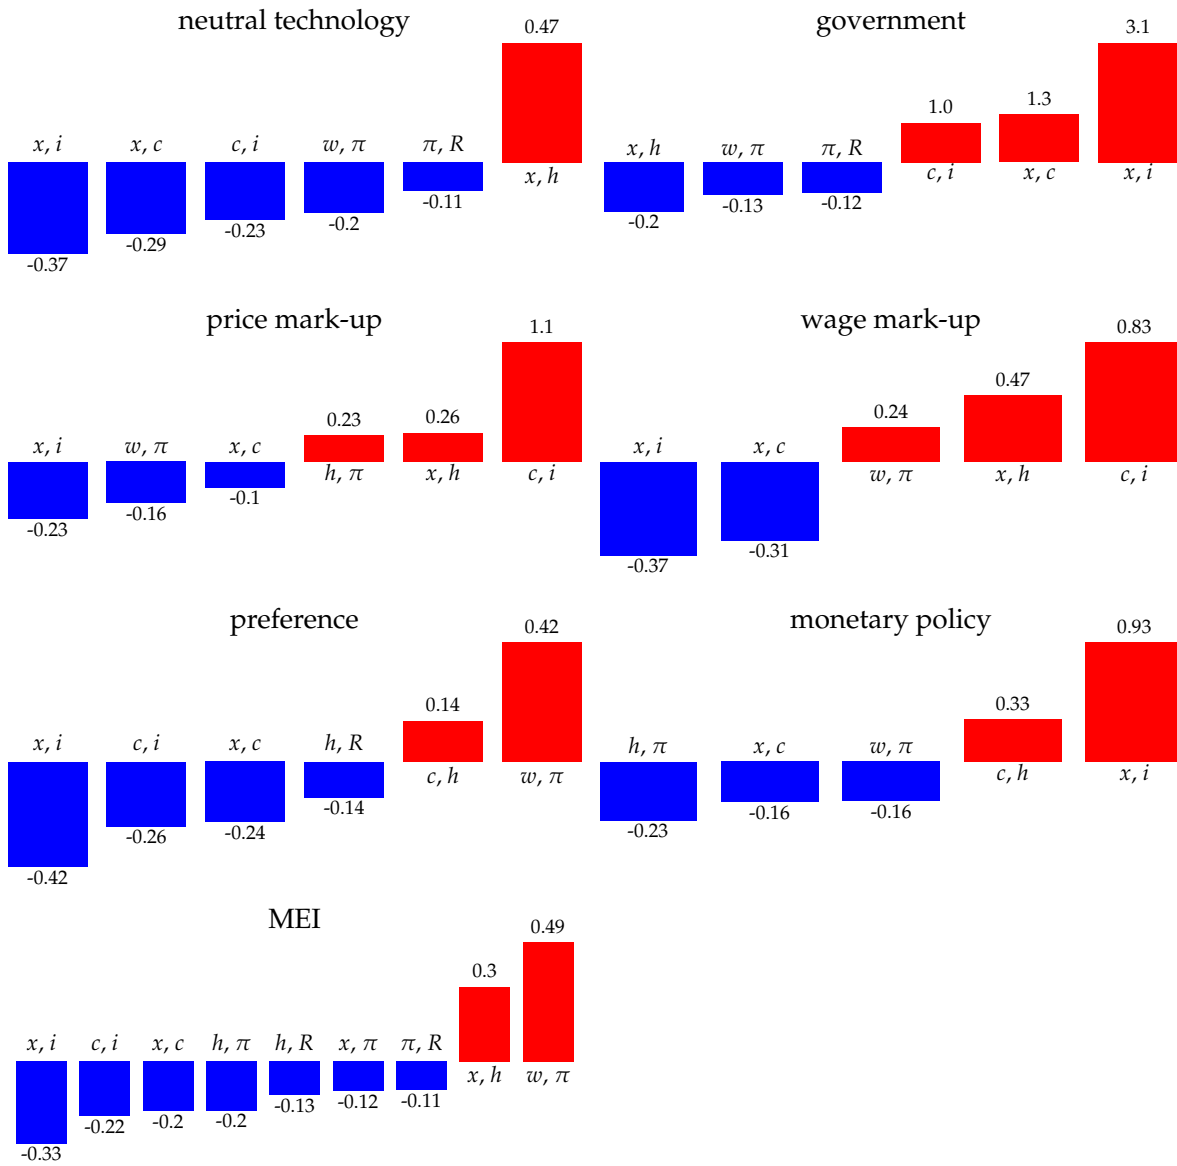 neutral technology
0.47
x, i x, c c, i w, π π, R
x, h
-0.37 -0.29 -0.23 -0.2 -0.11
government
3.1
1.0 1.3
x, h w, π π, R
c, i x, c x, i
-0.2 -0.13 -0.12
price mark-up
1.1
0.23 0.26
x, i w, π x, c
h, π x, h c, i
-0.23 -0.16 -0.1
wage mark-up
0.83
0.47
0.24
x, i x, c
w, π x, h c, i
-0.37 -0.31
preference
0.42
0.14
x, i c, i x, c h, R
c, h w, π
-0.42 -0.26 -0.24 -0.14
monetary policy
0.93
0.33
h, π x, c w, π
c, h x, i
-0.23 -0.16 -0.16
MEI
0.49
0.3
x, i c, i x, c h, π h, R x, π π, R
x, h w, π
-0.33 -0.22 -0.2 -0.2 -0.13 -0.12 -0.11